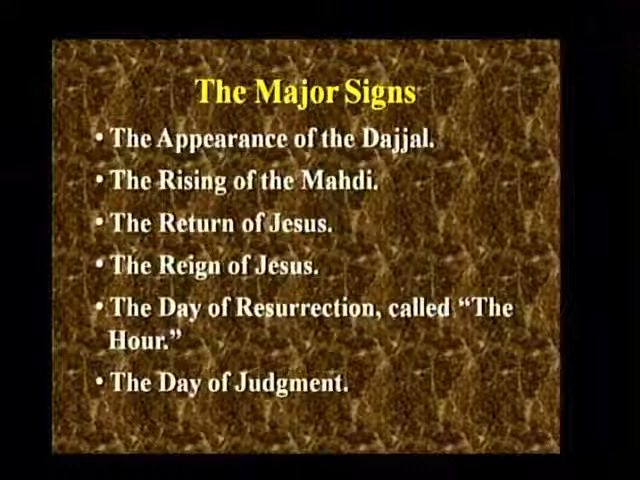 The Major Signs
• The Appearance of the Dajjal.
• The Rising of the Mahdi.
• The Return of Jesus.
• The Reign of Jesus.
• The Day of Resurrection, called “The
Hour.”
• The Day of Judgment.